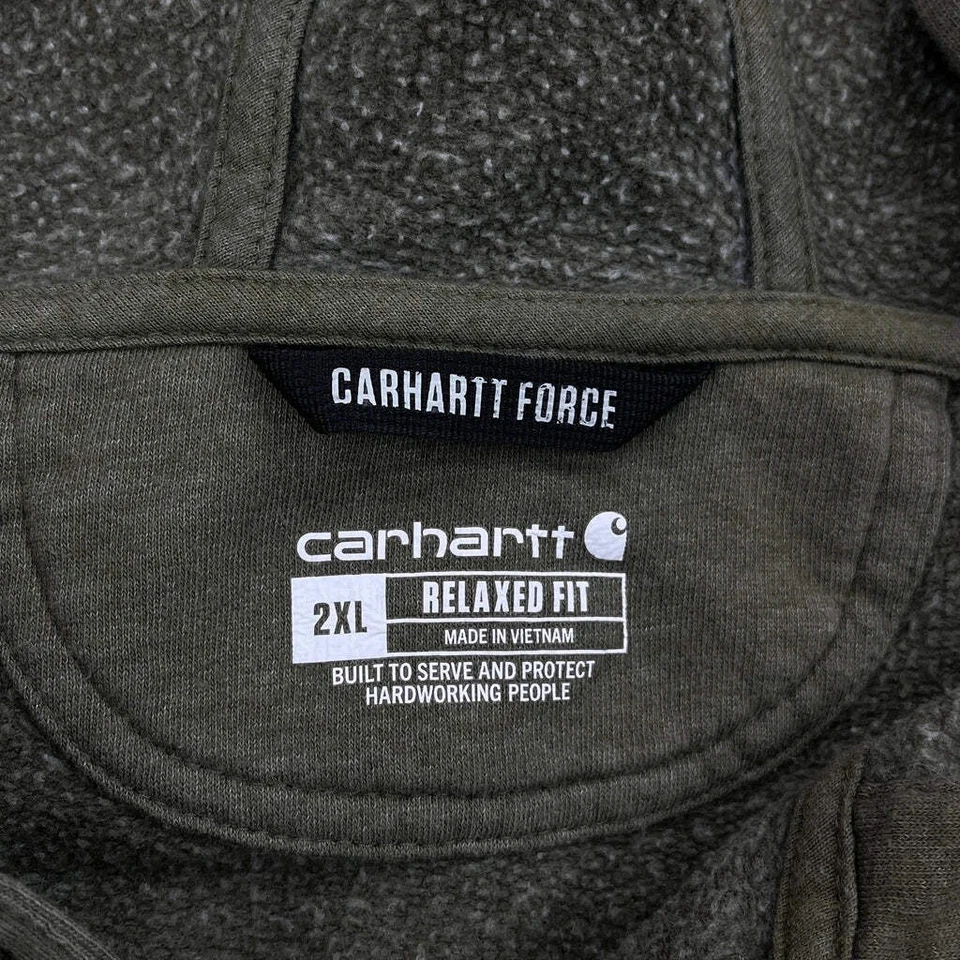 CARHARTT FORCE
carhartt
2XL
RELAXED FIT
MADE IN VIETNAM
BUILT TO SERVE AND PROTECT
HARDWORKING PEOPLE